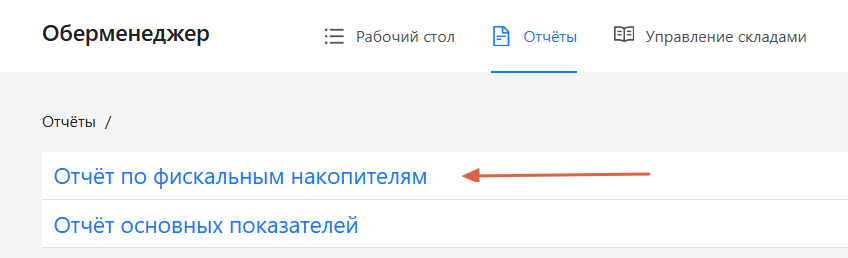 Оберменеджер
Рабочий стол
Отчёты
Управление складами
Отчёты /
Отчёт по фискальным накопителям
Отчёт основных показателей